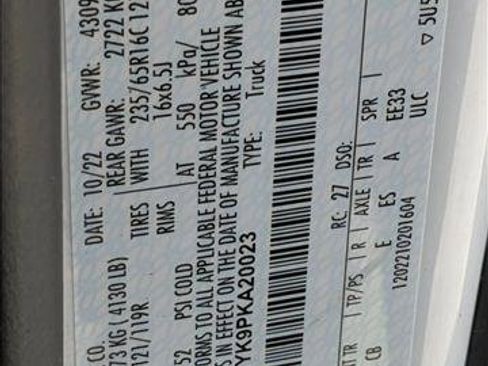 CO. DATE: 10/22 GVWR: 4309
73 KG ( 4130 LB) REAR GAWR: 2722 K
121/119R TIRES WITH 235/65R16C 12
RIMS 16x6.5J
52 PSI COLD AT 550 kPa/ 80
ORMS TO ALL APPLICABLE FEDERAL MOTOR VEHICLE
S IN EFFECT ON THE DATE OF MANUFACTURE SHOWN AB
YK9PKA20023 TYPE: Truck
RC: 27 DSO:
TR | TP/PS | R | AXLE | TR | SPR |
CB E ES A EE33
1202210201604 ULC
▽ 5U5